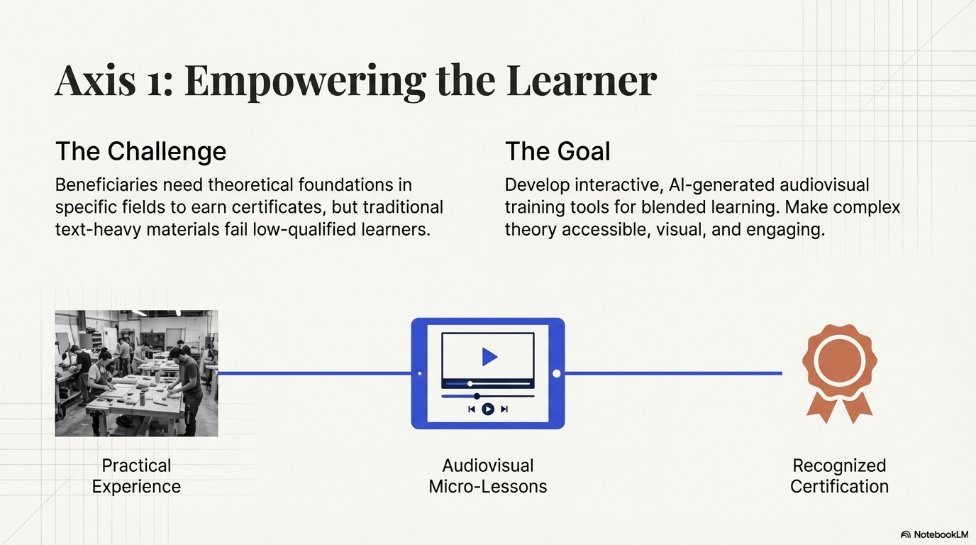 Axis 1: Empowering the Learner
The Challenge
Beneficiaries need theoretical foundations in
specific fields to earn certificates, but traditional
text-heavy materials fail low-qualified learners.
The Goal
Develop interactive, AI-generated audiovisual
training tools for blended learning. Make complex
theory accessible, visual, and engaging.
Practical
Experience
Audiovisual
Micro-Lessons
Recognized
Certification
NotebookLM